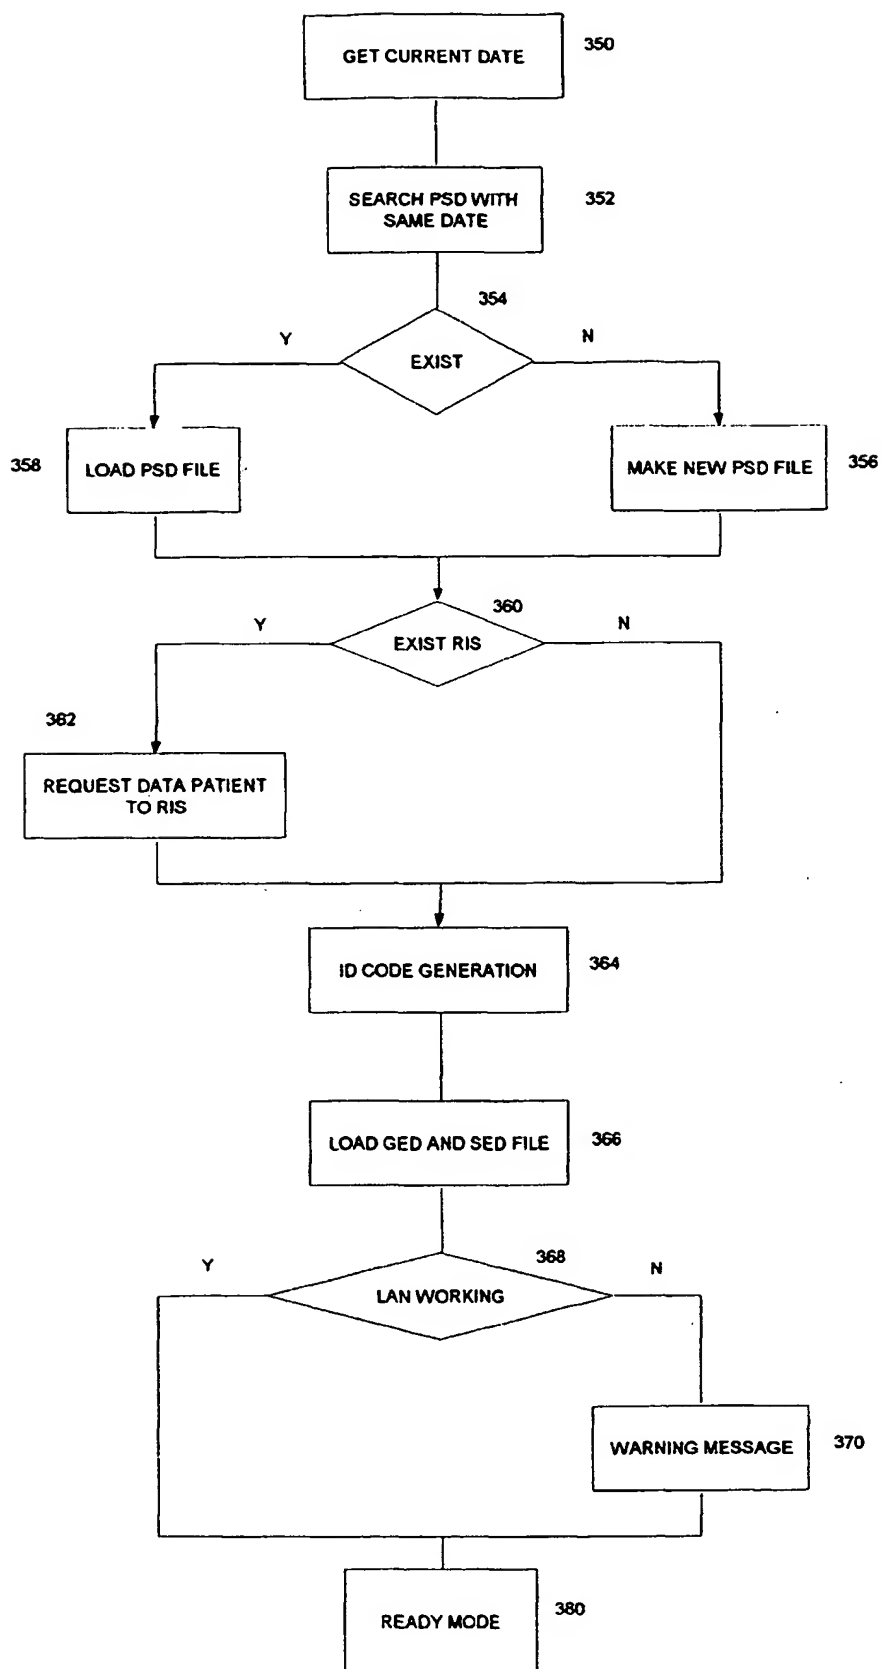 GET CURRENT DATE
350
SEARCH PSD WITH
SAME DATE
352
354
Y
EXIST
N
358
LOAD PSD FILE
MAKE NEW PSD FILE
356
360
Y
EXIST RIS
N
362
REQUEST DATA PATIENT
TO RIS
ID CODE GENERATION
364
LOAD GED AND SED FILE
366
368
Y
LAN WORKING
N
WARNING MESSAGE
370
READY MODE
380